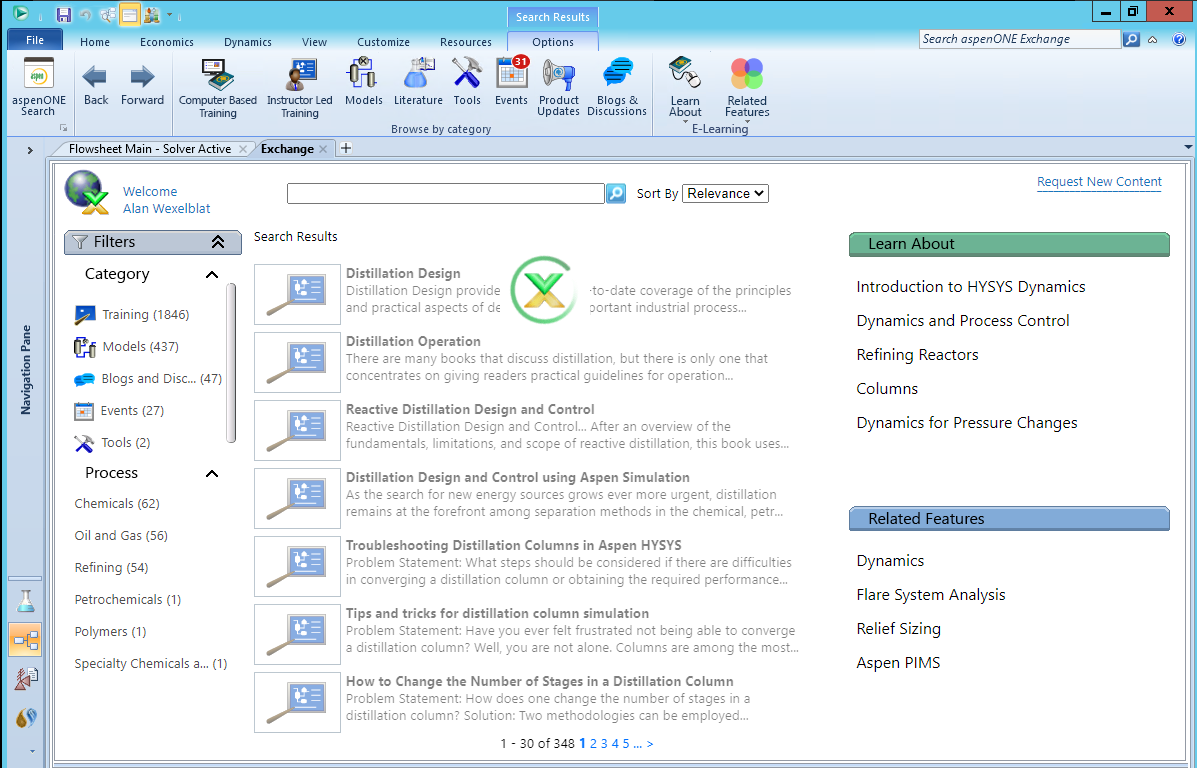 Search Results
File
Home
Economics
Dynamics
View
Customize
Resources
Options
Search aspenONE Exchange
aspenONE
Search
Back
Forward
Computer Based
Training
Instructor Led
Training
Models
Literature
Tools
31
Events
Product
Updates
Blogs &
Discussions
Learn
About
Related
Features
Browse by category
E-Learning
Flowsheet Main - Solver Active
Exchange
Navigation Pane
Welcome
Alan Wexelblat
Sort By
Relevance
Request New Content
Filters
Category
Training (1846)
Models (437)
Blogs and Disc... (47)
Events (27)
Tools (2)
Process
Chemicals (62)
Oil and Gas (56)
Refining (54)
Petrochemicals (1)
Polymers (1)
Specialty Chemicals a... (1)
Search Results
Distillation Design
Distillation Design provide -to-date coverage of the principles
and practical aspects of de portant industrial process...
Distillation Operation
There are many books that discuss distillation, but there is only one that
concentrates on giving readers practical guidelines for operation...
Reactive Distillation Design and Control
Reactive Distillation Design and Control... After an overview of the
fundamentals, limitations, and scope of reactive distillation, this book uses...
Distillation Design and Control using Aspen Simulation
As the search for new energy sources grows ever more urgent, distillation
remains at the forefront among separation methods in the chemical, petr...
Troubleshooting Distillation Columns in Aspen HYSYS
Problem Statement: What steps should be considered if there are difficulties
in converging a distillation column or obtaining the required performance...
Tips and tricks for distillation column simulation
Problem Statement: Have you ever felt frustrated not being able to converge
a distillation column? Well, you are not alone. Columns are among the most...
How to Change the Number of Stages in a Distillation Column
Problem Statement: How does one change the number of stages in a
distillation column? Solution: Two methodologies can be employed...
1 - 30 of 348 1 2 3 4 5 ... >
Learn About
Introduction to HYSYS Dynamics
Dynamics and Process Control
Refining Reactors
Columns
Dynamics for Pressure Changes
Related Features
Dynamics
Flare System Analysis
Relief Sizing
Aspen PIMS